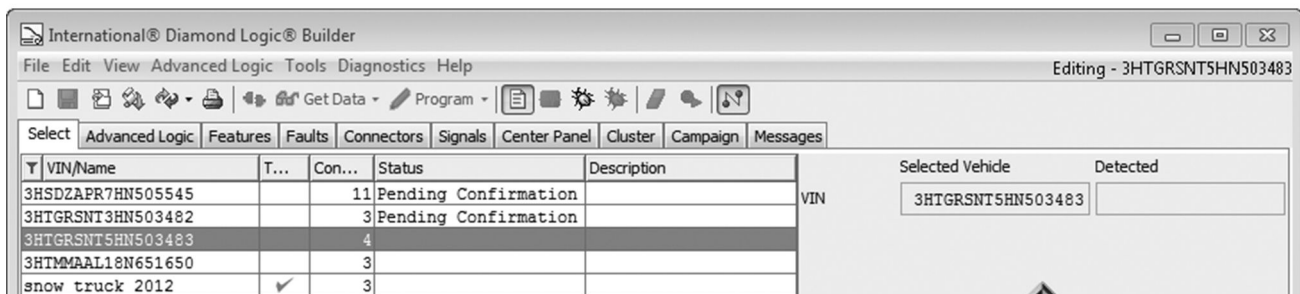 International® Diamond Logic® Builder
File Edit View Advanced Logic Tools Diagnostics Help Editing - 3HTGRSNT5HN503483
Get Data Program
Select Advanced Logic Features Faults Connectors Signals Center Panel Cluster Campaign Messages
VIN/Name T... Con... Status Description Selected Vehicle Detected
3HSDZAPR7HN505545 11 Pending Confirmation VIN 3HTGRSNT5HN503483
3HTGRSNT3HN503482 3 Pending Confirmation
3HTGRSNT5HN503483 4
3HTMMAAL18N651650 3
snow truck 2012 3